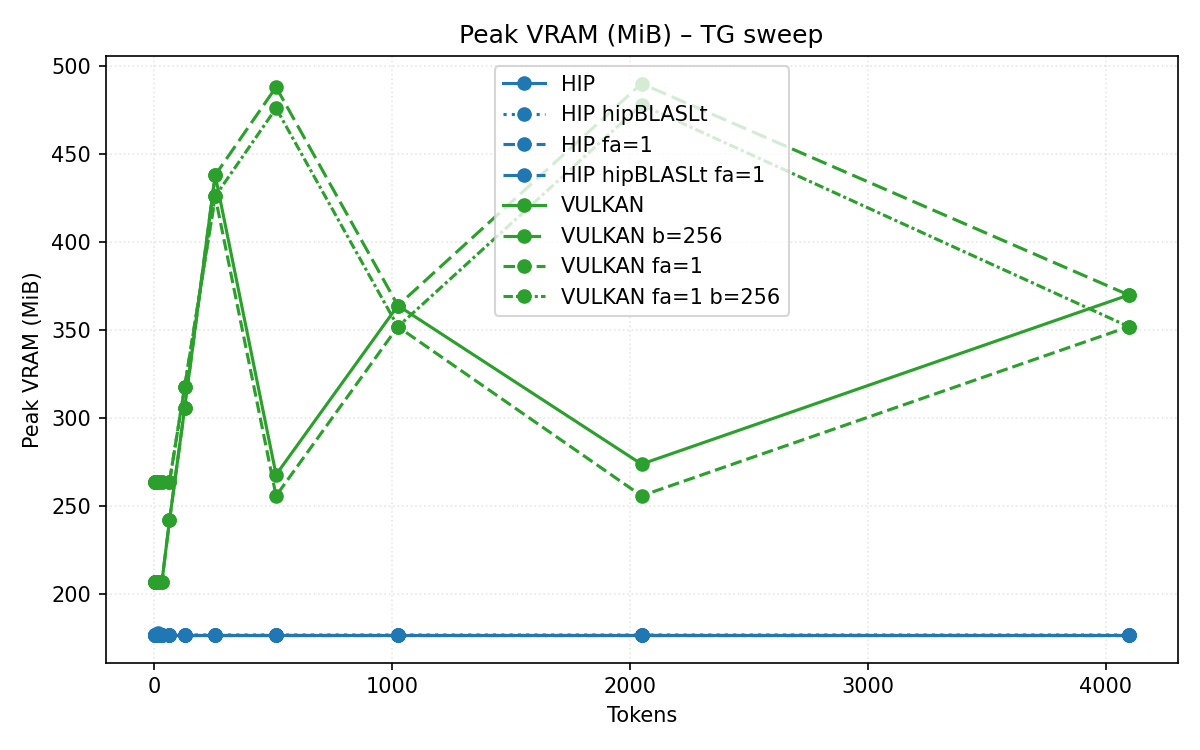 Peak VRAM (MiB) – TG sweep
500
450
400
350
300
250
200
Peak VRAM (MiB)
HIP
HIP hipBLASLt
HIP fa=1
HIP hipBLASLt fa=1
VULKAN
VULKAN b=256
VULKAN fa=1
VULKAN fa=1 b=256
0
1000
2000
3000
4000
Tokens